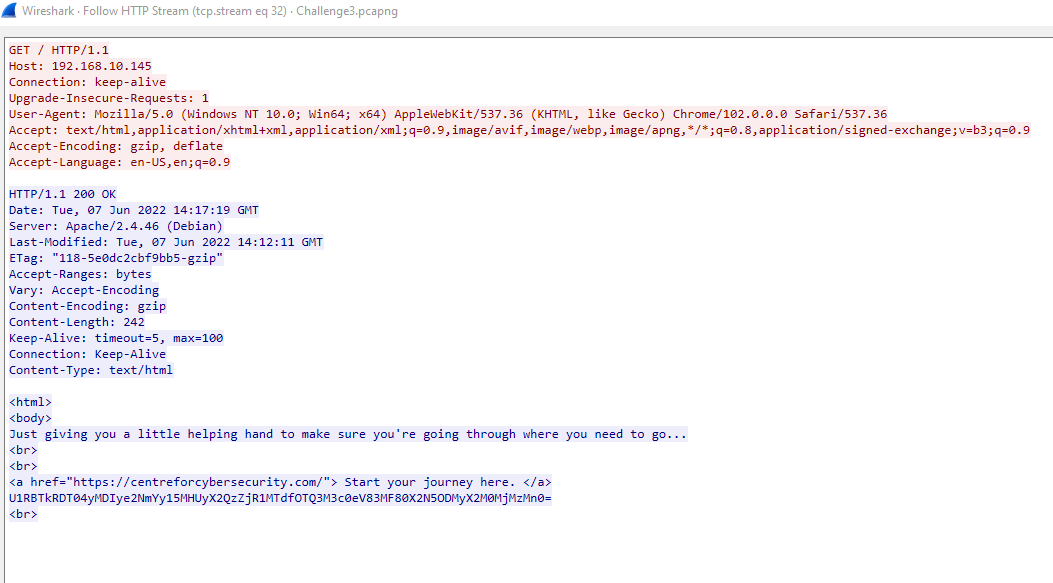 Wireshark · Follow HTTP Stream (tcp.stream eq 32) · Challenge3.pcapng
GET / HTTP/1.1
Host: 192.168.10.145
Connection: keep-alive
Upgrade-Insecure-Requests: 1
User-Agent: Mozilla/5.0 (Windows NT 10.0; Win64; x64) AppleWebKit/537.36 (KHTML, like Gecko) Chrome/102.0.0.0 Safari/537.36
Accept: text/html,application/xhtml+xml,application/xml;q=0.9,image/avif,image/webp,image/apng,*/*;q=0.8,application/signed-exchange;v=b3;q=0.9
Accept-Encoding: gzip, deflate
Accept-Language: en-US,en;q=0.9
HTTP/1.1 200 OK
Date: Tue, 07 Jun 2022 14:17:19 GMT
Server: Apache/2.4.46 (Debian)
Last-Modified: Tue, 07 Jun 2022 14:12:11 GMT
ETag: "118-5e0dc2cbf9bb5-gzip"
Accept-Ranges: bytes
Vary: Accept-Encoding
Content-Encoding: gzip
Content-Length: 242
Keep-Alive: timeout=5, max=100
Connection: Keep-Alive
Content-Type: text/html
<html>
<body>
Just giving you a little helping hand to make sure you're going through where you need to go...
<br>
<br>
<a href="https://centreforcybersecurity.com/"> Start your journey here. </a>
U1RBTkRDT04yMDIye2NmYy15MHUyX2QzZjR1MTdfOTQ3M3c0eV83MF80X2N5ODMyX2M0MjMzMn0=
<br>